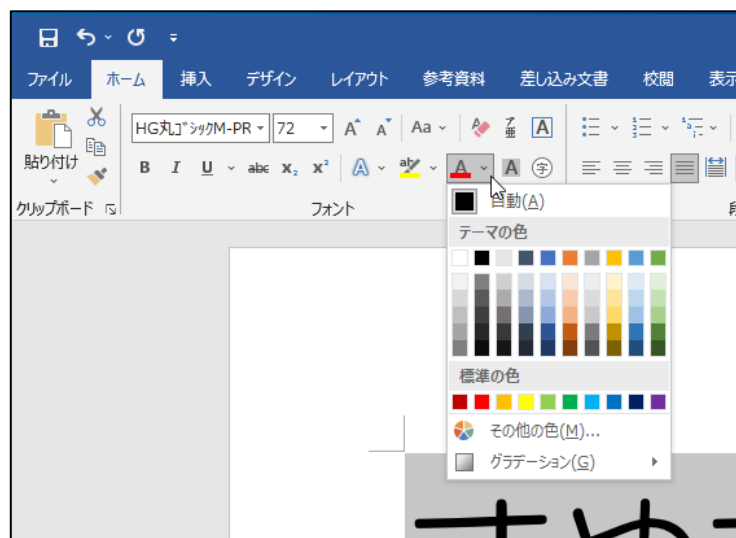 ファイル ホーム 挿入 デザイン レイアウト 参考資料 差し込み文書 校閲 表示
HG丸ゴシックM-PR 72 A A Aa
貼り付け B I U abc x₂ x² A aby A A 字
クリップボード フォント
自動(A)
テーマの色
標準の色
その他の色(M)...
グラデーション(G)